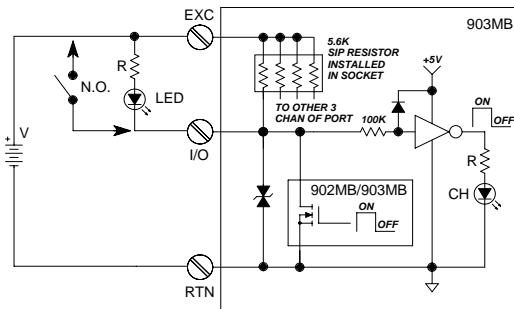 EXC
903MB
5.6K
SIP RESISTOR
INSTALLED
IN SOCKET
+5V
R
N.O.
LED
TO OTHER 3
CHAN OF PORT
100K
ON
OFF
+
V
I/O
R
902MB/903MB
ON
OFF
CH
RTN